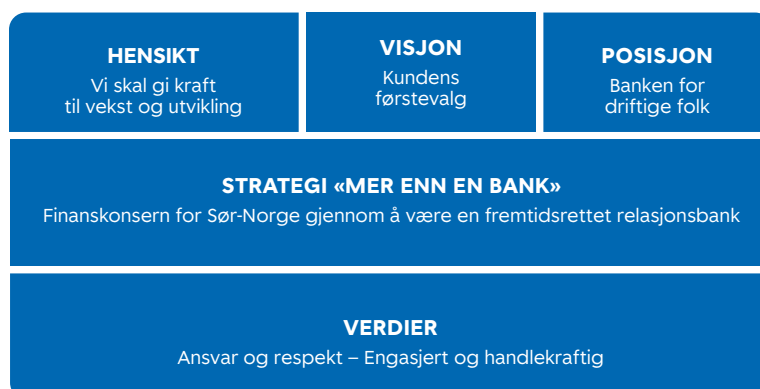 HENSIKT
Vi skal gi kraft
til vekst og utvikling
VISJON
Kundens
førstevalg
POSISJON
Banken for
driftige folk
STRATEGI «MER ENN EN BANK»
Finanskonsern for Sør-Norge gjennom å være en fremtidsrettet relasjonsbank
VERDIER
Ansvar og respekt – Engasjert og handlekraftig